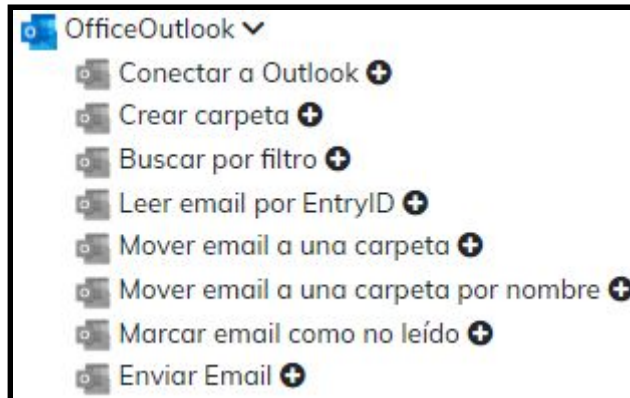 OfficeOutlook
Conectar a Outlook
Crear carpeta
Buscar por filtro
Leer email por EntryID
Mover email a una carpeta
Mover email a una carpeta por nombre
Marcar email como no leído
Enviar Email